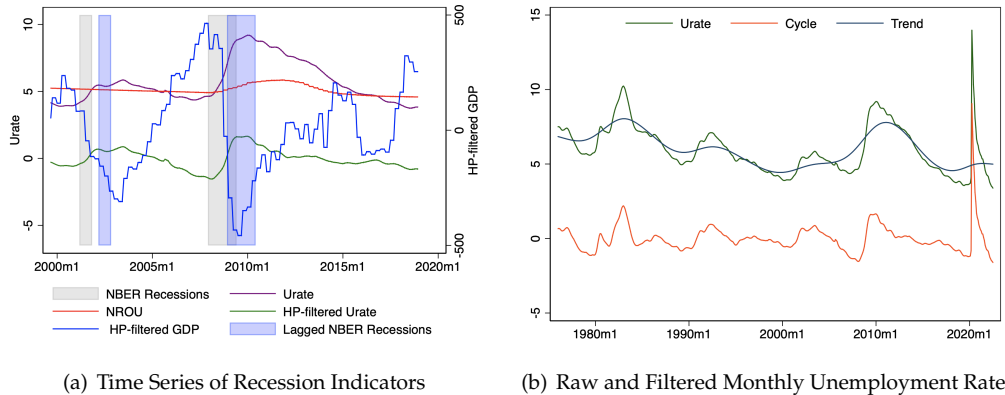 Urate
10
5
0
-5
500
0
-500
HP-filtered GDP
2000m1 2005m1 2010m1 2015m1 2020m1
NBER Recessions Urate
NROU HP-filtered Urate
HP-filtered GDP Lagged NBER Recessions
(a) Time Series of Recession Indicators
Urate Cycle Trend
15
10
5
0
-5
1980m1 1990m1 2000m1 2010m1 2020m1
(b) Raw and Filtered Monthly Unemployment Rate